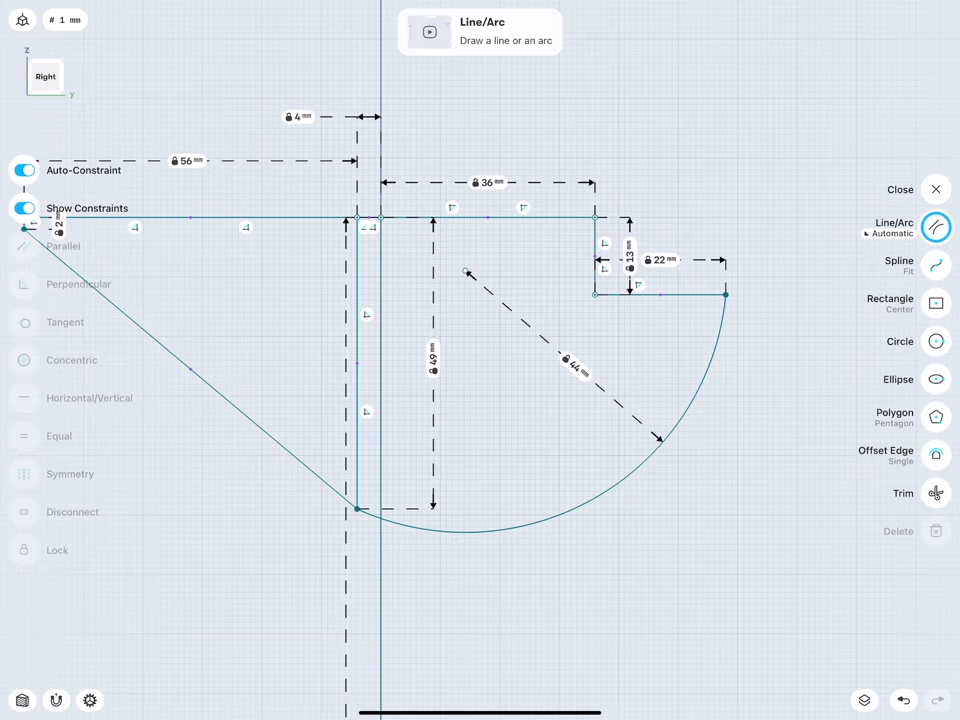 # 1 mm
Line/Arc
Draw a line or an arc
Z
Right
y
4 mm
56 mm
Auto-Constraint
36 mm
Close
Show Constraints
2 mm
Line/Arc
Automatic
Parallel
13 mm
22 mm
Spline
Fit
Perpendicular
Rectangle
Center
Tangent
Circle
Concentric
49 mm
44 mm
Ellipse
Horizontal/Vertical
Polygon
Pentagon
Equal
Offset Edge
Single
Symmetry
Trim
Disconnect
Delete
Lock